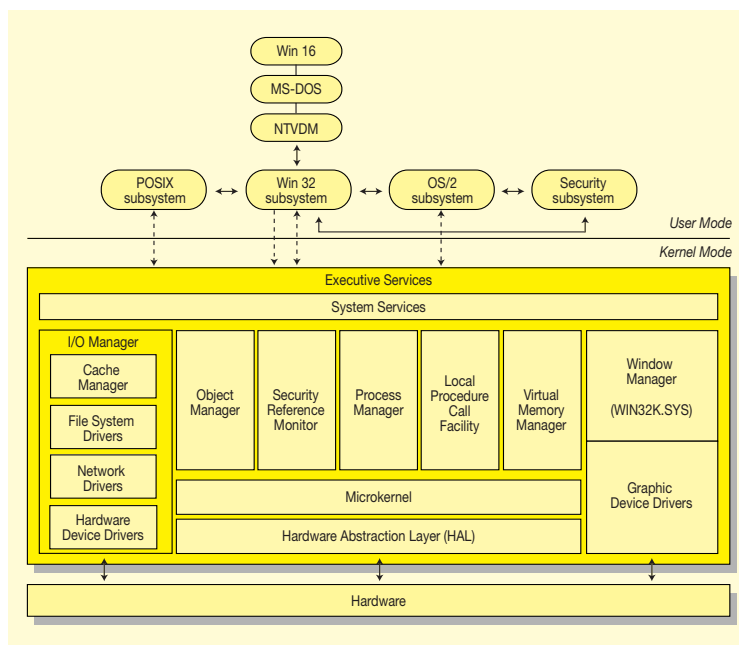 Win 16
MS-DOS
NTVDM
POSIX
subsystem
Win 32
subsystem
OS/2
subsystem
Security
subsystem
User Mode
Kernel Mode
Executive Services
System Services
I/O Manager
Cache
Manager
File System
Drivers
Network
Drivers
Hardware
Device Drivers
Object
Manager
Security
Reference
Monitor
Process
Manager
Local
Procedure
Call
Facility
Virtual
Memory
Manager
Window
Manager
(WIN32K.SYS)
Graphic
Device Drivers
Microkernel
Hardware Abstraction Layer (HAL)
Hardware